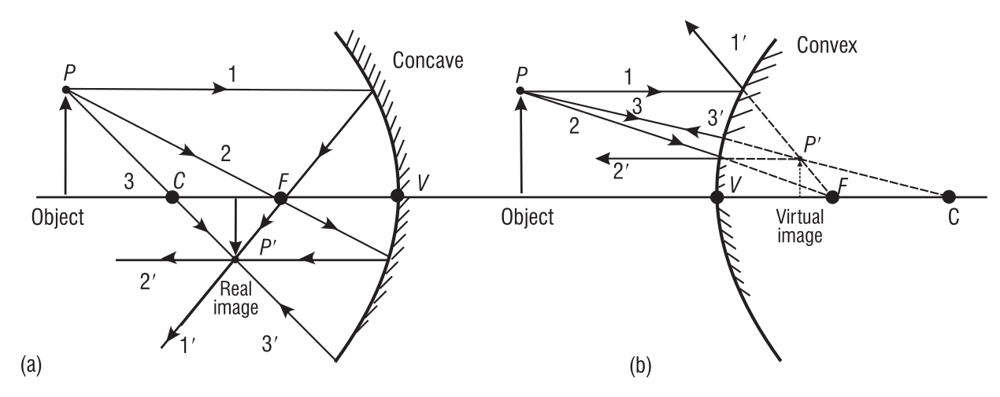 P
1
Concave
2
3
C
F
V
Object
P′
2′
Real
image
1′
3′
(a)
1′
Convex
P
1
3
3′
2
P′
2′
V
F
Object
Virtual
image
C
(b)